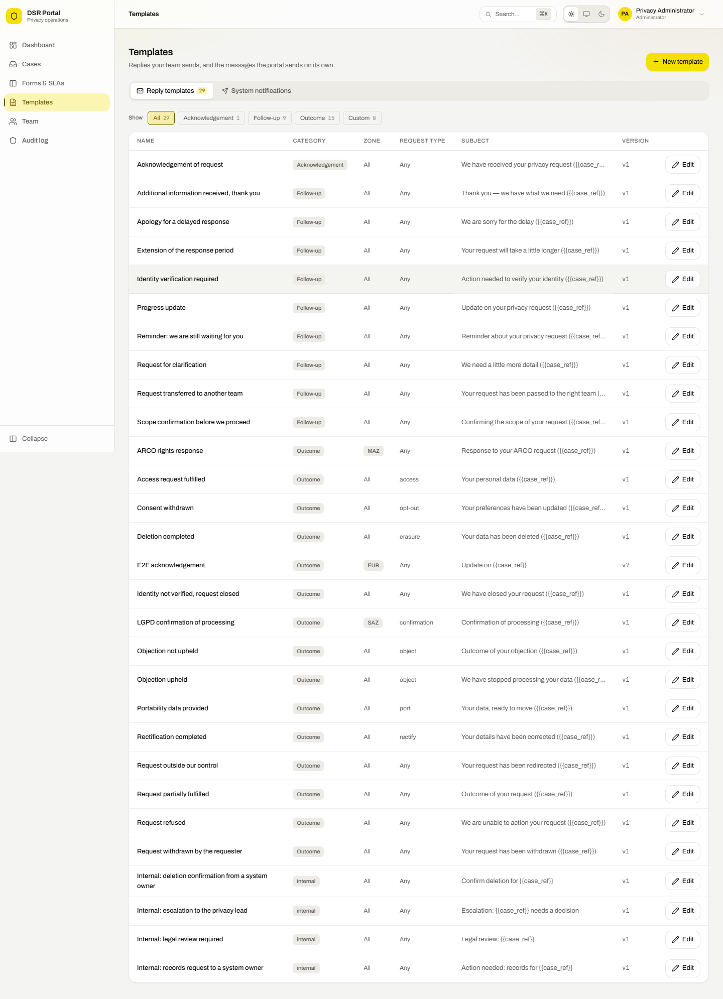 DSR Portal
Privacy operations
Dashboard
Cases
Forms & SLAs
Templates
Team
Audit log
Collapse
Templates
Search...
⌘K
PA
Privacy Administrator
Administrator
Templates
Replies your team sends, and the messages the portal sends on its own.
New template
Reply templates 29
System notifications
Show All 29 Acknowledgement 1 Follow-up 9 Outcome 15 Custom 0
NAME CATEGORY ZONE REQUEST TYPE SUBJECT VERSION
Acknowledgement of request Acknowledgement All Any We have received your privacy request ({{case_r... v1 Edit
Additional information received, thank you Follow-up All Any Thank you — we have what we need ({{case_ref}}) v1 Edit
Apology for a delayed response Follow-up All Any We are sorry for the delay ({{case_ref}}) v1 Edit
Extension of the response period Follow-up All Any Your request will take a little longer ({{case_ref}}) v1 Edit
Identity verification required Follow-up All Any Action needed to verify your identity ({{case_ref}}) v1 Edit
Progress update Follow-up All Any Update on your privacy request ({{case_ref}}) v1 Edit
Reminder: we are still waiting for you Follow-up All Any Reminder about your privacy request ({{case_ref... v1 Edit
Request for clarification Follow-up All Any We need a little more detail ({{case_ref}}) v1 Edit
Request transferred to another team Follow-up All Any Your request has been passed to the right team (... v1 Edit
Scope confirmation before we proceed Follow-up All Any Confirming the scope of your request ({{case_ref... v1 Edit
ARCO rights response Outcome MAZ Any Response to your ARCO request ({{case_ref}}) v1 Edit
Access request fulfilled Outcome All access Your personal data ({{case_ref}}) v1 Edit
Consent withdrawn Outcome All opt-out Your preferences have been updated ({{case_ref... v1 Edit
Deletion completed Outcome All erasure Your data has been deleted ({{case_ref}}) v1 Edit
E2E acknowledgement Outcome EUR Any Update on {{case_ref}} v7 Edit
Identity not verified, request closed Outcome All Any We have closed your request ({{case_ref}}) v1 Edit
LGPD confirmation of processing Outcome SAZ confirmation Confirmation of processing ({{case_ref}}) v1 Edit
Objection not upheld Outcome All object Outcome of your objection ({{case_ref}}) v1 Edit
Objection upheld Outcome All object We have stopped processing your data ({{case_r... v1 Edit
Portability data provided Outcome All port Your data, ready to move ({{case_ref}}) v1 Edit
Rectification completed Outcome All rectify Your details have been corrected ({{case_ref}}) v1 Edit
Request outside our control Outcome All Any Your request has been redirected ({{case_ref}}) v1 Edit
Request partially fulfilled Outcome All Any Outcome of your request ({{case_ref}}) v1 Edit
Request refused Outcome All Any We are unable to action your request ({{case_ref}}) v1 Edit
Request withdrawn by the requester Outcome All Any Your request has been withdrawn ({{case_ref}}) v1 Edit
Internal: deletion confirmation from a system
owner internal All Any Confirm deletion for {{case_ref}} v1 Edit
Internal: escalation to the privacy lead internal All Any Escalation: {{case_ref}} needs a decision v1 Edit
Internal: legal review required internal All Any Legal review: {{case_ref}} v1 Edit
Internal: records request to a system owner internal All Any Action needed: records for {{case_ref}} v1 Edit